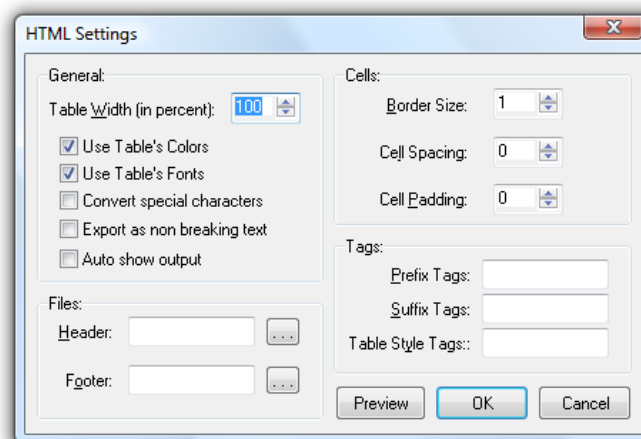 HTML Settings
General:
Table Width (in percent): 100
Use Table's Colors
Use Table's Fonts
Convert special characters
Export as non breaking text
Auto show output
Files:
Header: ...
Footer: ...
Cells:
Border Size: 1
Cell Spacing: 0
Cell Padding: 0
Tags:
Prefix Tags:
Suffix Tags:
Table Style Tags::
Preview OK Cancel